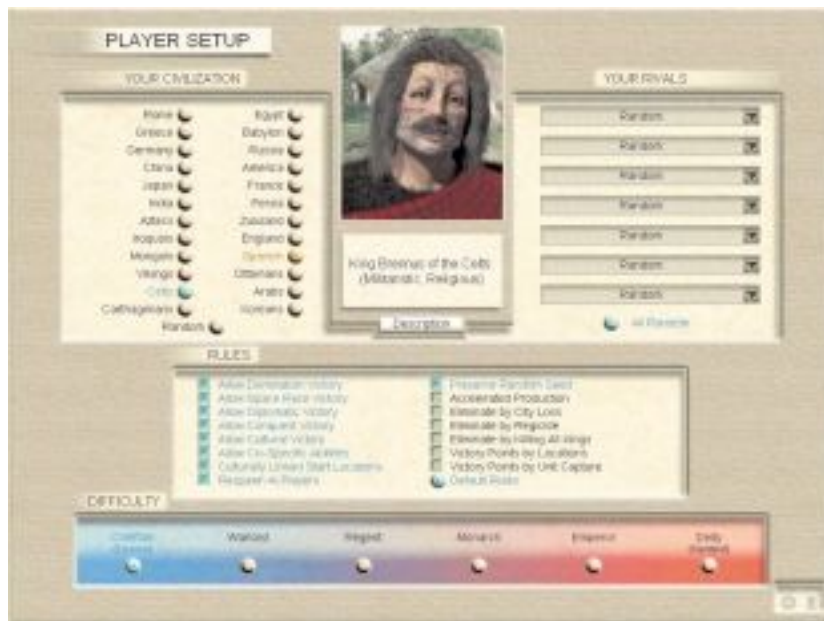 PLAYER SETUP
YOUR CIVILIZATION
YOUR RIVALS
Rome Egypt
Greece Babylon
Germany Russia
China America
Japan France
India Persia
Aztecs Zululand
Iroquois England
Mongols Spanish
Vikings Ottomans
Celts Arabs
Carthaginians Koreans
Random
King Brennus of the Celts
(Militaristic, Religious)
Description
Random
Random
Random
Random
Random
Random
Random
All Random
RULES
Allow Domination Victory
Allow Space Race Victory
Allow Diplomatic Victory
Allow Conquest Victory
Allow Cultural Victory
Allow Civ-Specific Abilities
Culturally Linked Start Locations
Respawn AI Players
Preserve Random Seed
Accelerated Production
Eliminate by City Loss
Eliminate by Regicide
Eliminate by Killing All Kings
Victory Points by Locations
Victory Points by Unit Capture
Default Rules
DIFFICULTY
Chieftain Warlord Regent Monarch Emperor Deity
(Easiest) (Hardest)